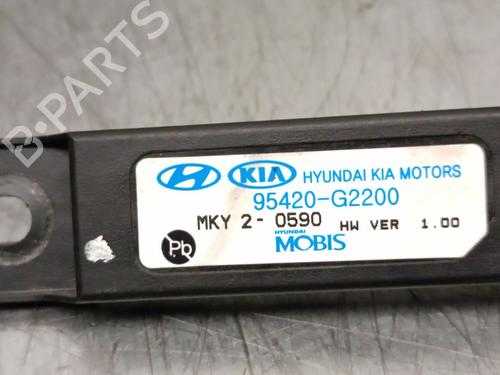 B-PARTS
KIA HYUNDAI KIA MOTORS
95420-G2200
MKY 2- 0590 HW VER 1.00
Pb
HYUNDAI
MOBIS